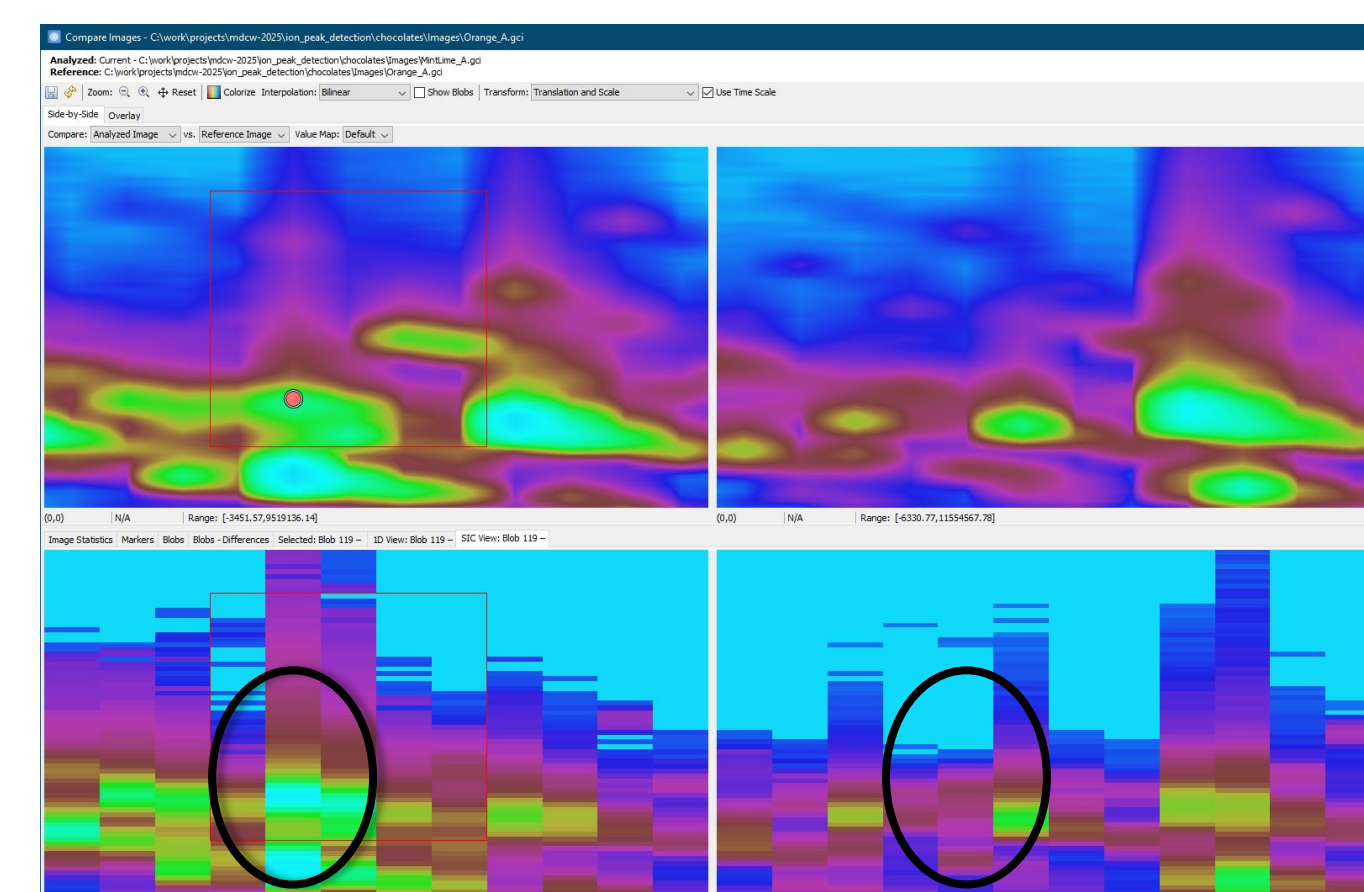 Compare Images - C:\work\projects\mdcw-2025\ion_peak_detection\chocolates\Images\Orange_A.gci
Analyzed: Current - C:\work\projects\mdcw-2025\ion_peak_detection\chocolates\Images\MintLime_A.gci
Reference: C:\work\projects\mdcw-2025\ion_peak_detection\chocolates\Images\Orange_A.gci
Zoom: Reset Colorize Interpolation: Bilinear Show Blobs Transform: Translation and Scale Use Time Scale
Side-by-Side Overlay
Compare: Analyzed Image vs. Reference Image Value Map: Default
(0,0) N/A Range: [-3451.57,9519136.14] (0,0) N/A Range: [-6330.77,11554567.78]
Image Statistics Markers Blobs Blobs - Differences Selected: Blob 119 – 1D View: Blob 119 – SIC View: Blob 119 –